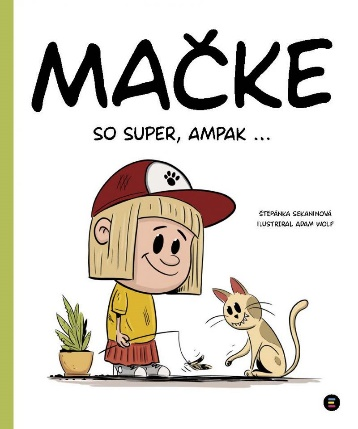 MAČKE
SO SUPER, AMPAK ...
ŠTEPÁNKA SEKANINOVÁ
ILUSTRIRAL ADAM WOLF